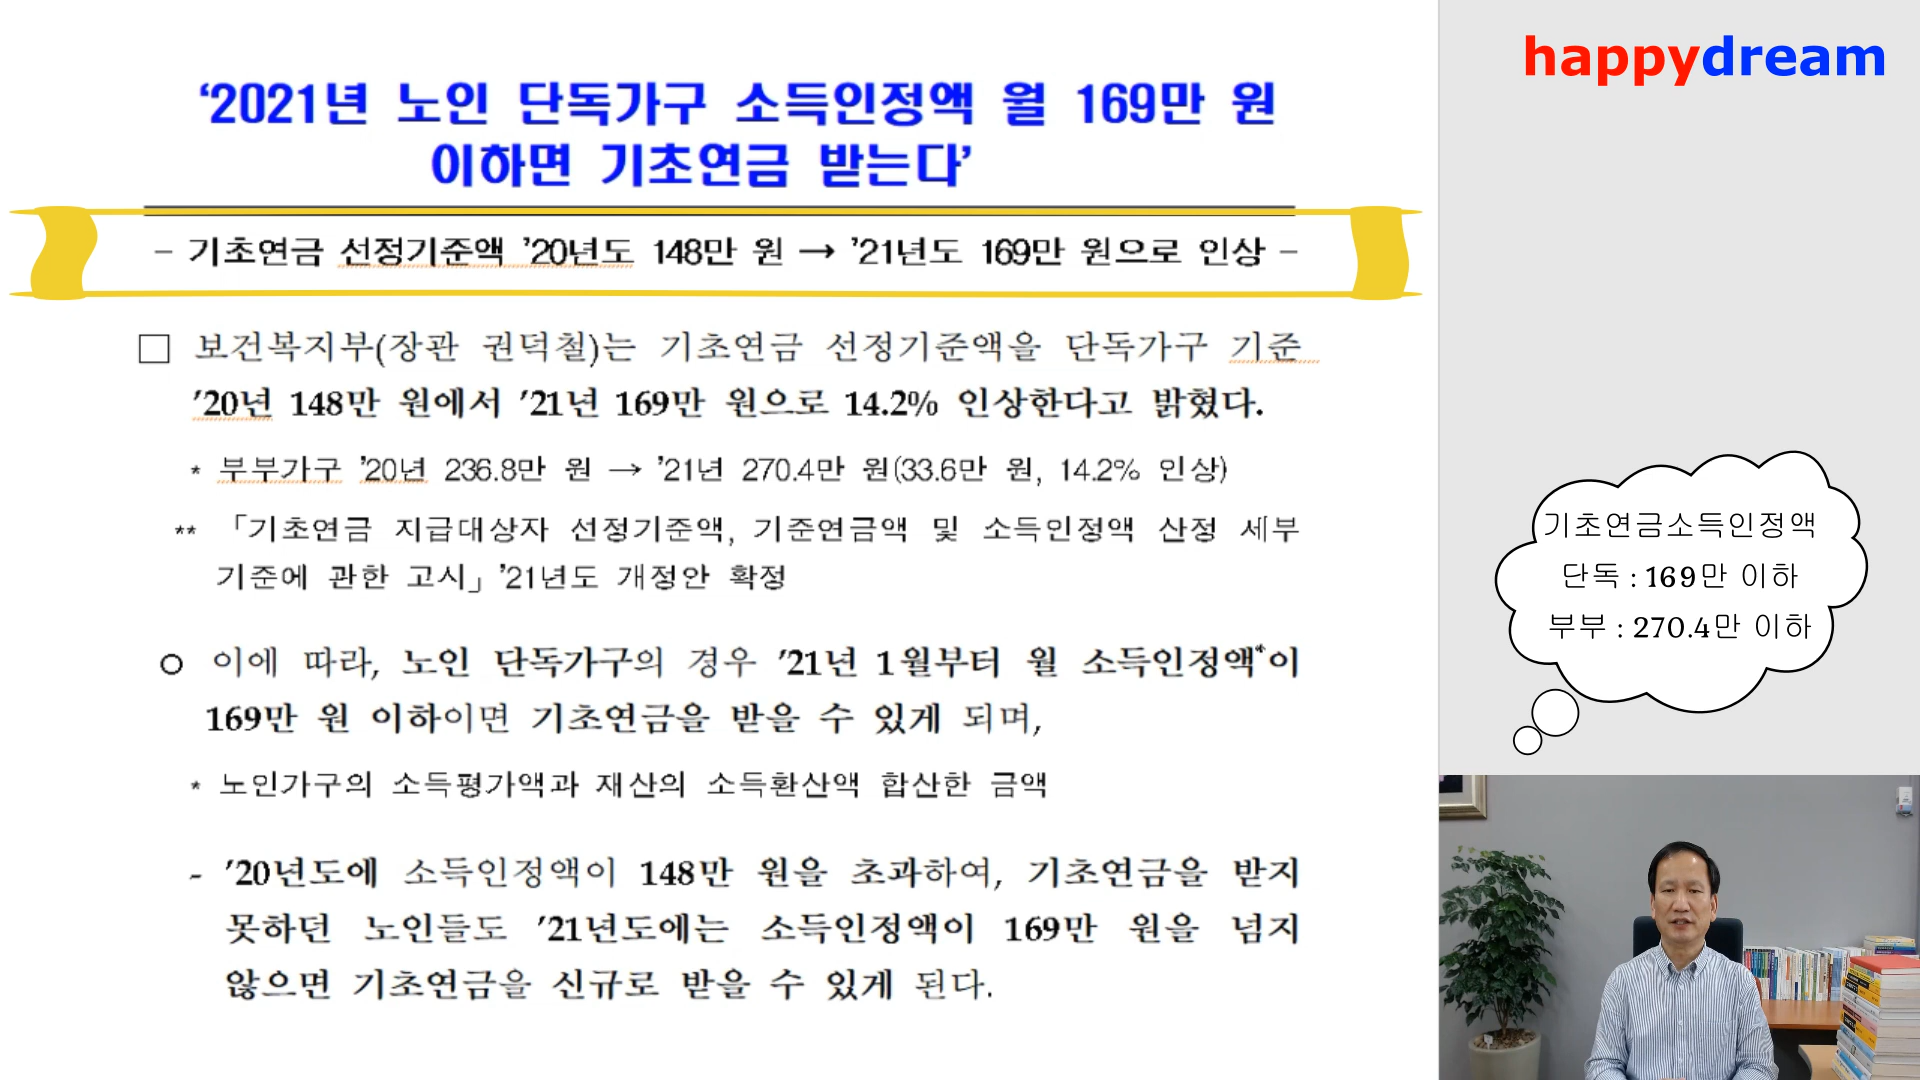 ‘2021년 노인 단독가구 소득인정액 월 169만 원
이하면 기초연금 받는다’
- 기초연금 선정기준액 ’20년도 148만 원 → ’21년도 169만 원으로 인상 -
□ 보건복지부(장관 권덕철)는 기초연금 선정기준액을 단독가구 기준
’20년 148만 원에서 ’21년 169만 원으로 14.2% 인상한다고 밝혔다.
* 부부가구 ’20년 236.8만 원 → ’21년 270.4만 원(33.6만 원, 14.2% 인상)
** 「기초연금 지급대상자 선정기준액, 기준연금액 및 소득인정액 산정 세부
기준에 관한 고시」 ’21년도 개정안 확정
○ 이에 따라, 노인 단독가구의 경우 ’21년 1월부터 월 소득인정액*이
169만 원 이하이면 기초연금을 받을 수 있게 되며,
* 노인가구의 소득평가액과 재산의 소득환산액 합산한 금액
- ’20년도에 소득인정액이 148만 원을 초과하여, 기초연금을 받지
못하던 노인들도 ’21년도에는 소득인정액이 169만 원을 넘지
않으면 기초연금을 신규로 받을 수 있게 된다.
happydream
기초연금소득인정액
단독 : 169만 이하
부부 : 270.4만 이하